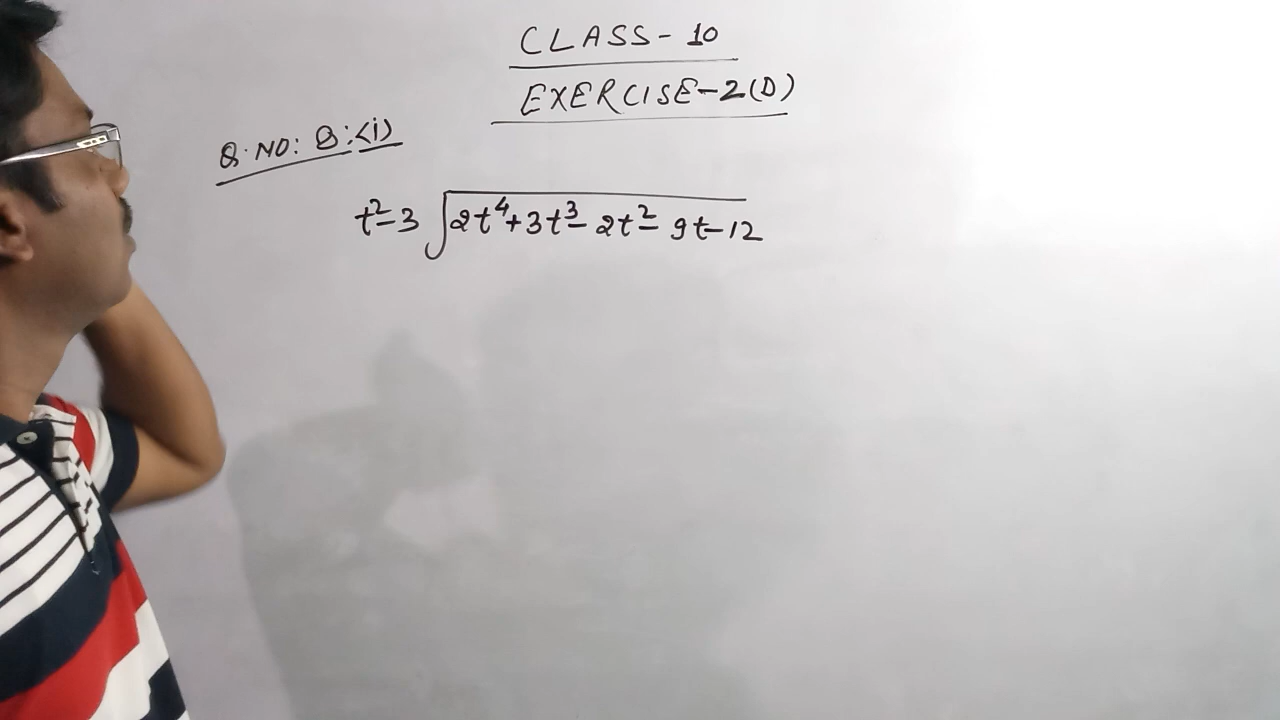 CLASS - 10
EXERCISE-2(D)
Q. NO: 8:<i>
t²-3 √2t⁴+3t³-2t²-9t-12